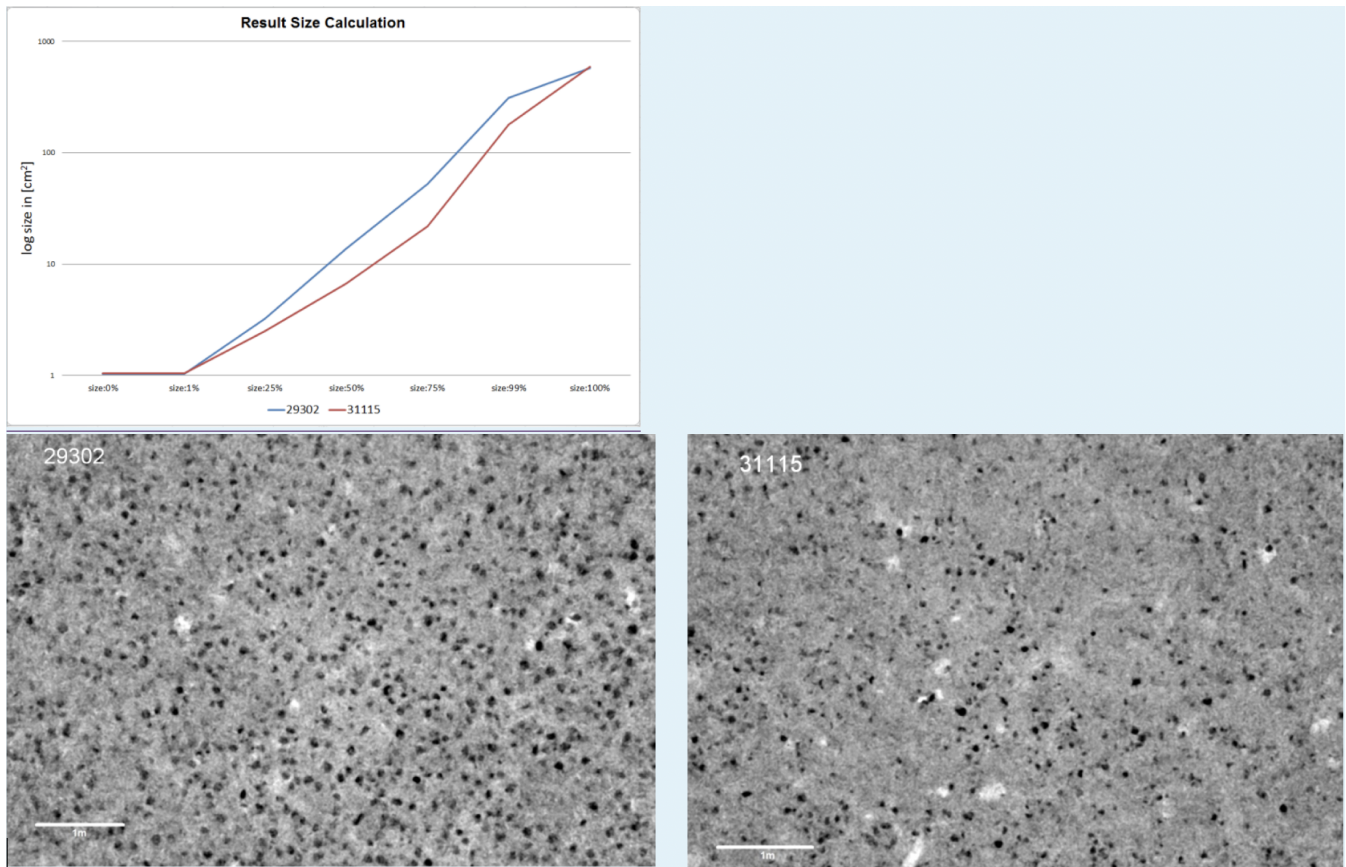 Result Size Calculation
log size in [cm²]
1000
100
10
1
size:0% size:1% size:25% size:50% size:75% size:99% size:100%
29302 31115
29302
31115
1m
1m